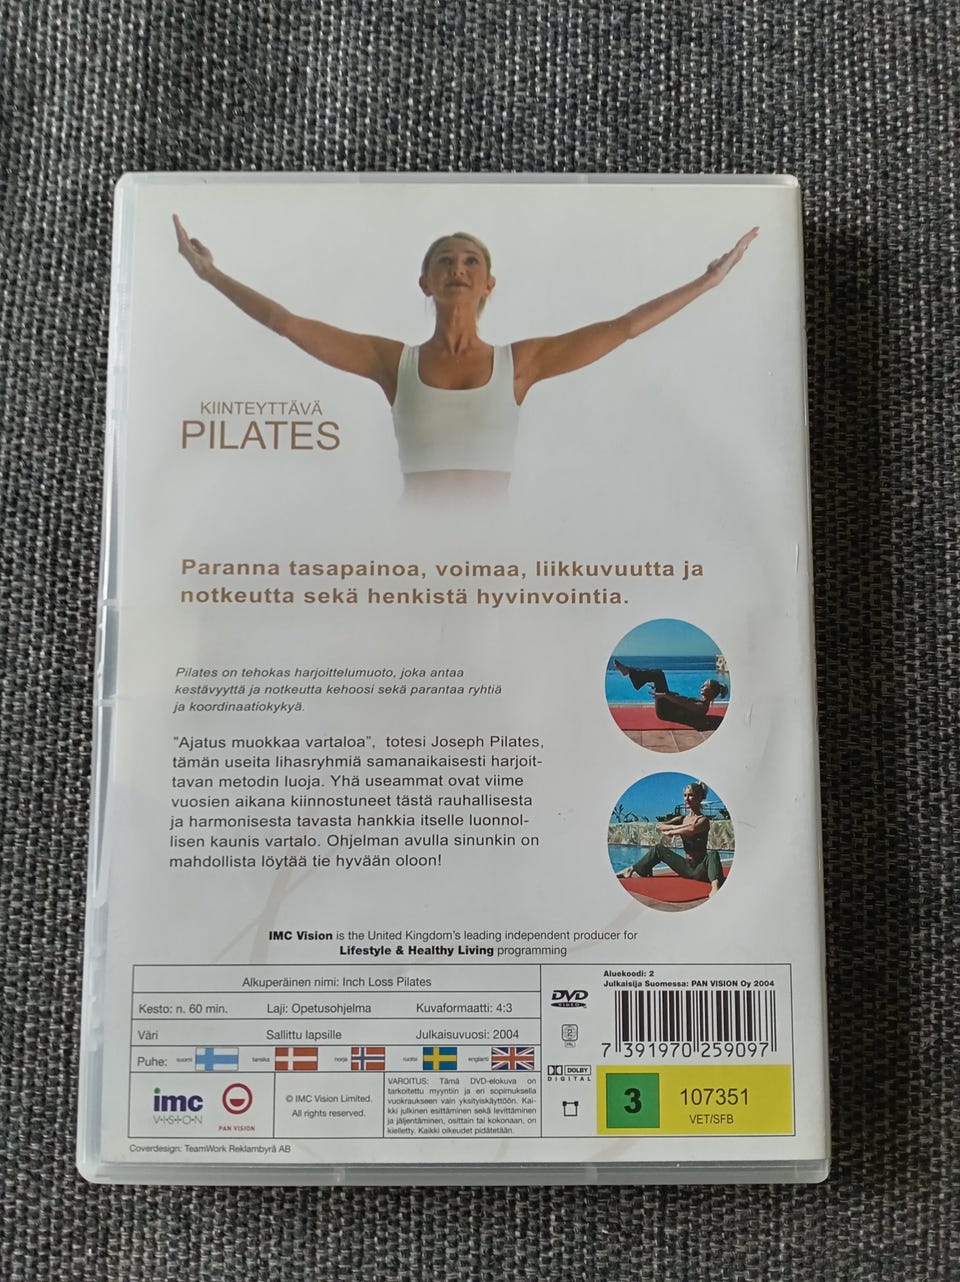 KIINTEYTTÄVÄ
PILATES
Paranna tasapainoa, voimaa, liikkuvuutta ja
notkeutta sekä henkistä hyvinvointia.
Pilates on tehokas harjoittelumuoto, joka antaa
kestävyyttä ja notkeutta kehoosi sekä parantaa ryhtiä
ja koordinaatiokykyä.
"Ajatus muokkaa vartaloa", totesi Joseph Pilates,
tämän useita lihasryhmiä samanaikaisesti harjoit-
tavan metodin luoja. Yhä useammat ovat viime
vuosien aikana kiinnostuneet tästä rauhallisesta
ja harmonisesta tavasta hankkia itselle luonnol-
lisen kaunis vartalo. Ohjelman avulla sinunkin on
mahdollista löytää tie hyvään oloon!
IMC Vision is the United Kingdom's leading independent producer for
Lifestyle & Healthy Living programming
Alkuperäinen nimi: Inch Loss Pilates
Kesto: n. 60 min. Laji: Opetusohjelma Kuvaformaatti: 4:3
Väri Sallittu lapsille Julkaisuvuosi: 2004
Puhe: suomi tanska norja ruotsi englanti
imc
VISION
PAN VISION
© IMC Vision Limited.
All rights reserved.
VAROITUS: Tämä DVD-elokuva on
tarkoitettu myyntiin ja eri sopimuksella
vuokraukseen vain yksityiskäyttöön. Kai-
kki julkinen esittäminen sekä levittäminen
ja jäljentäminen, osittain tai kokonaan, on
kielletty. Kaikki oikeudet pidätetään.
DVD
VIDEO
2
PAL
DOLBY
DIGITAL
Aluekoodi: 2
Julkaisija Suomessa: PAN VISION Oy 2004
7 391970 259097
3
107351
VET/SFB
Coverdesign: TeamWork Reklambyrå AB